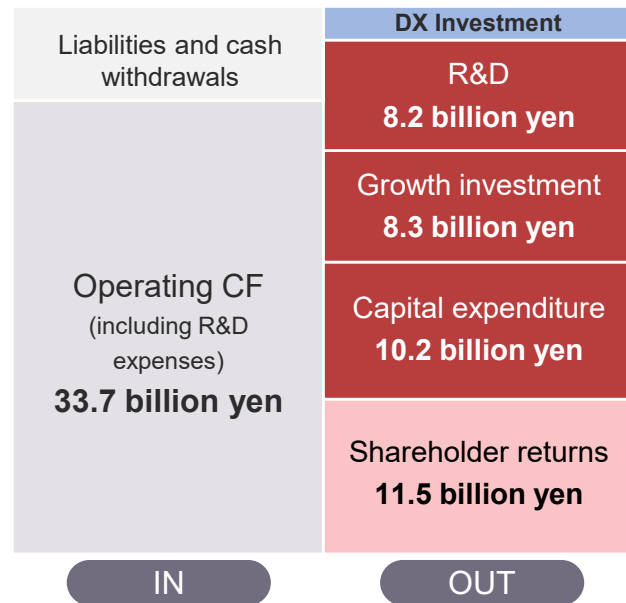 Liabilities and cash
withdrawals
Operating CF
(including R&D
expenses)
33.7 billion yen
IN
DX Investment
R&D
8.2 billion yen
Growth investment
8.3 billion yen
Capital expenditure
10.2 billion yen
Shareholder returns
11.5 billion yen
OUT